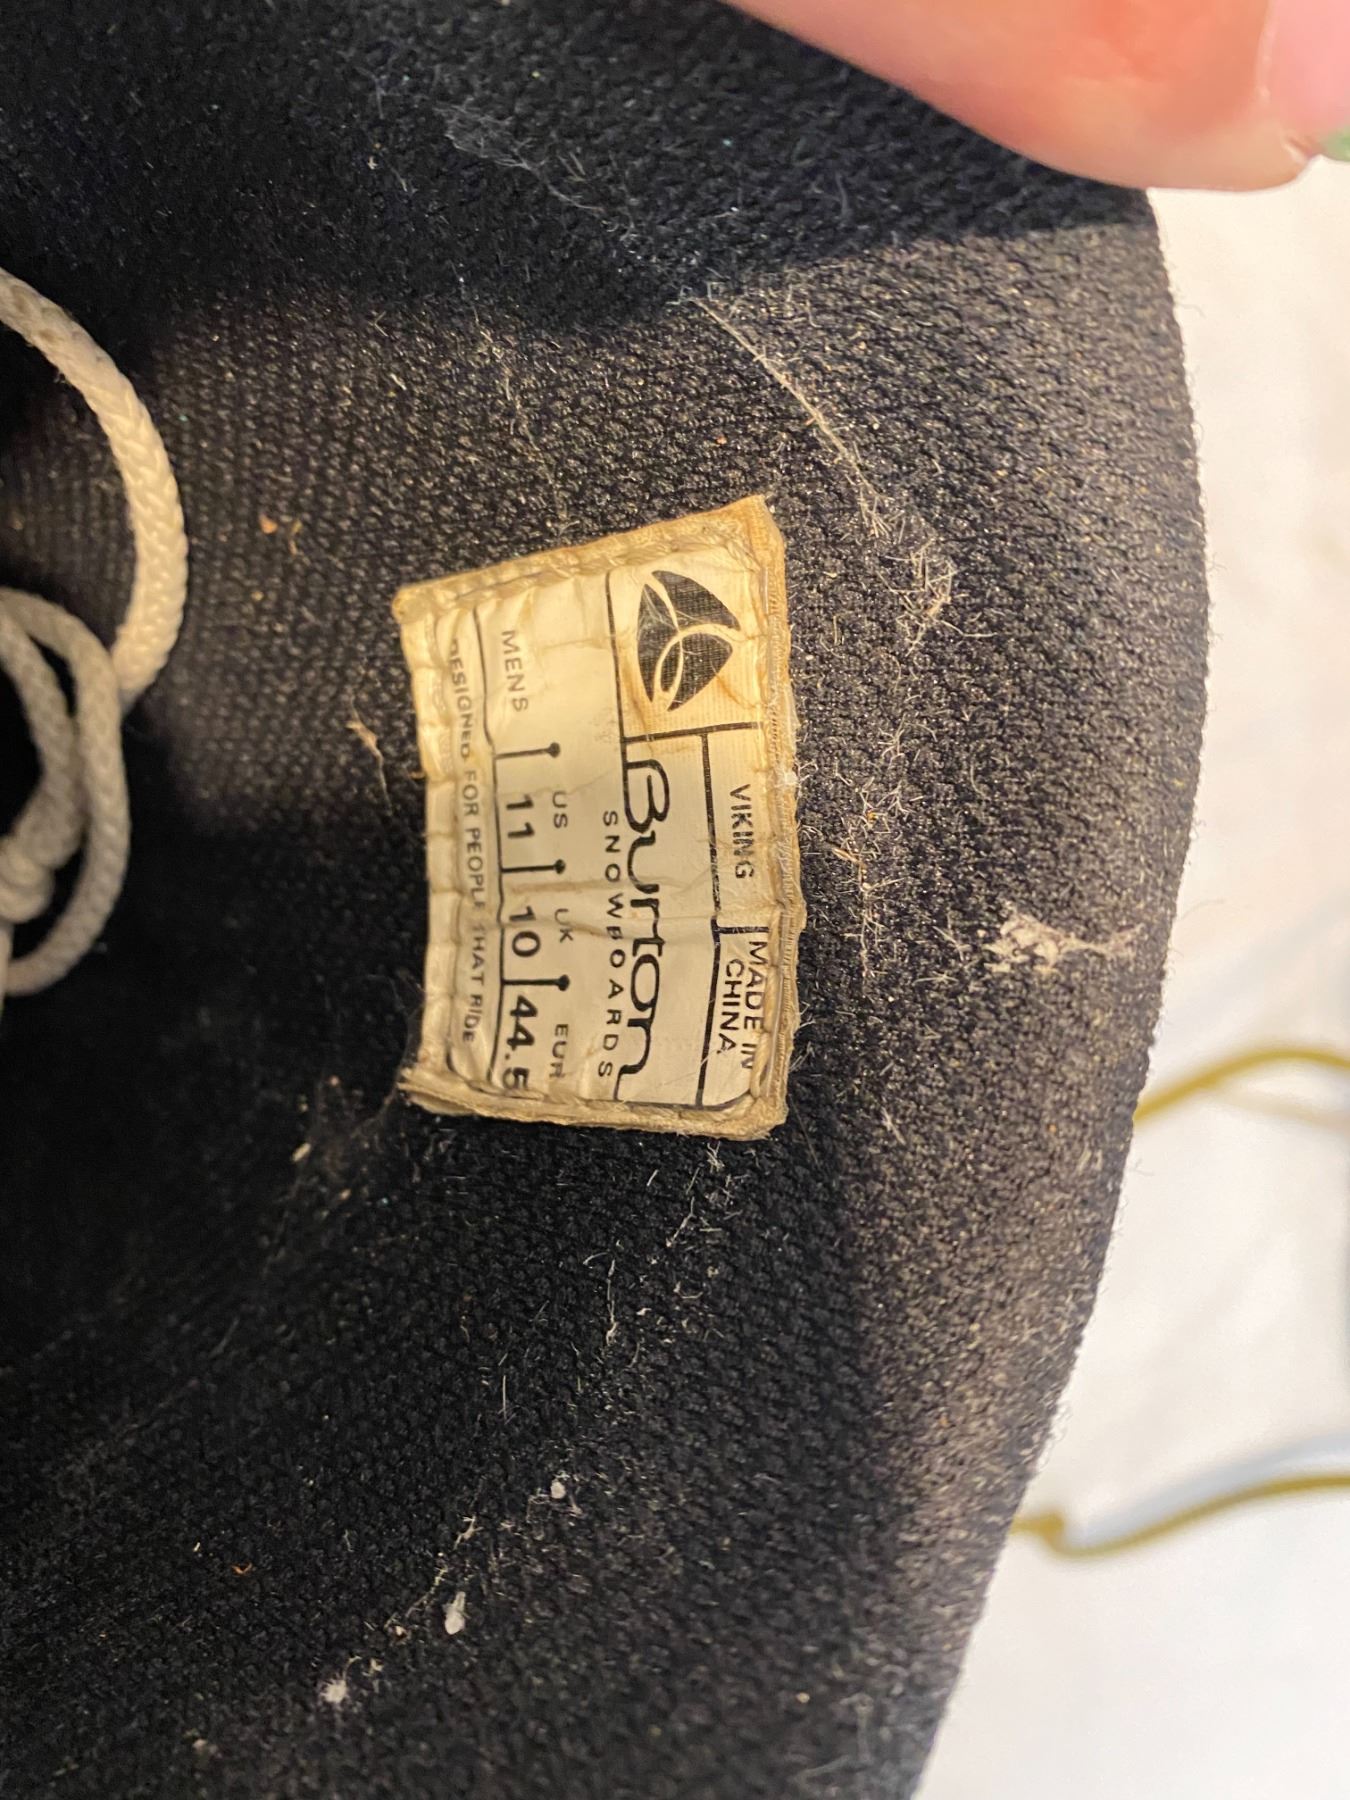 VIKING
MADE IN
CHINA
Burton
SNOWBOARDS
MENS
US UK EUR
11 10 44.5
DESIGNED FOR PEOPLE THAT RIDE